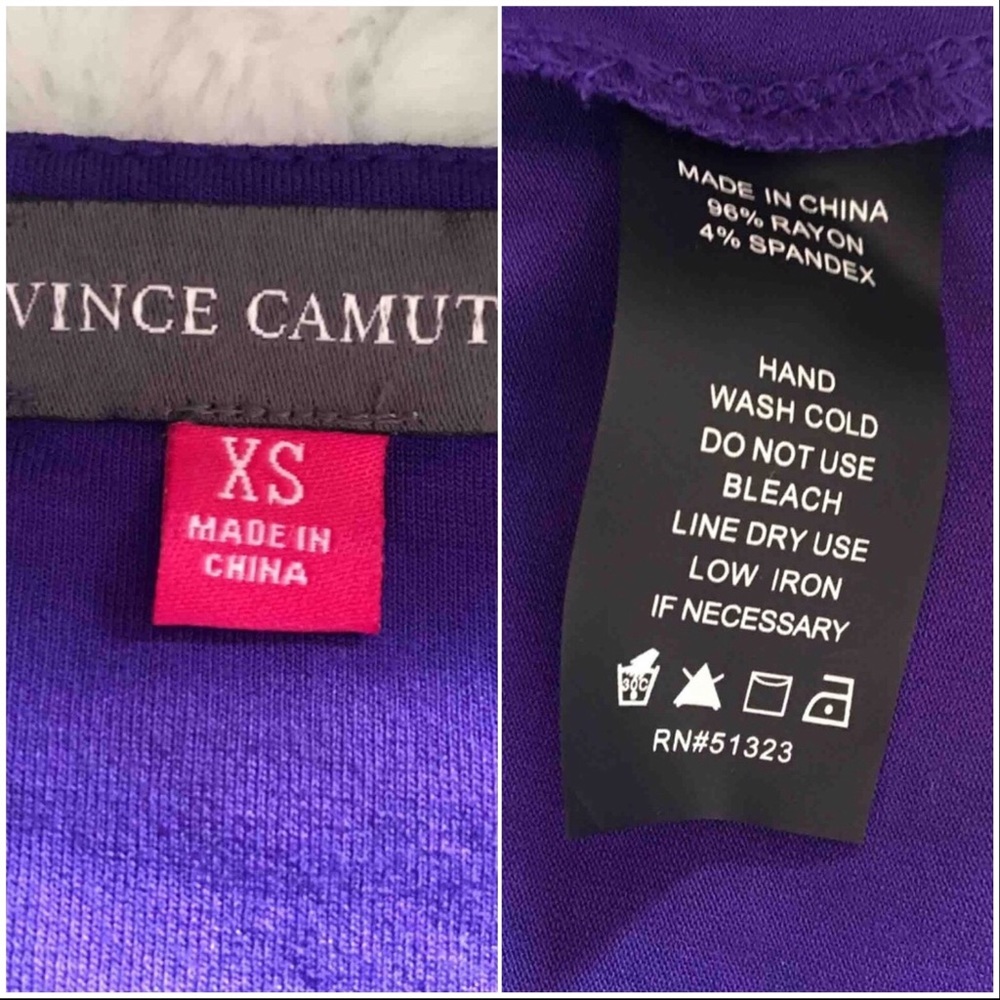 VINCE CAMUT
XS
MADE IN
CHINA
MADE IN CHINA
96% RAYON
4% SPANDEX
HAND
WASH COLD
DO NOT USE
BLEACH
LINE DRY USE
LOW IRON
IF NECESSARY
30C
RN#51323